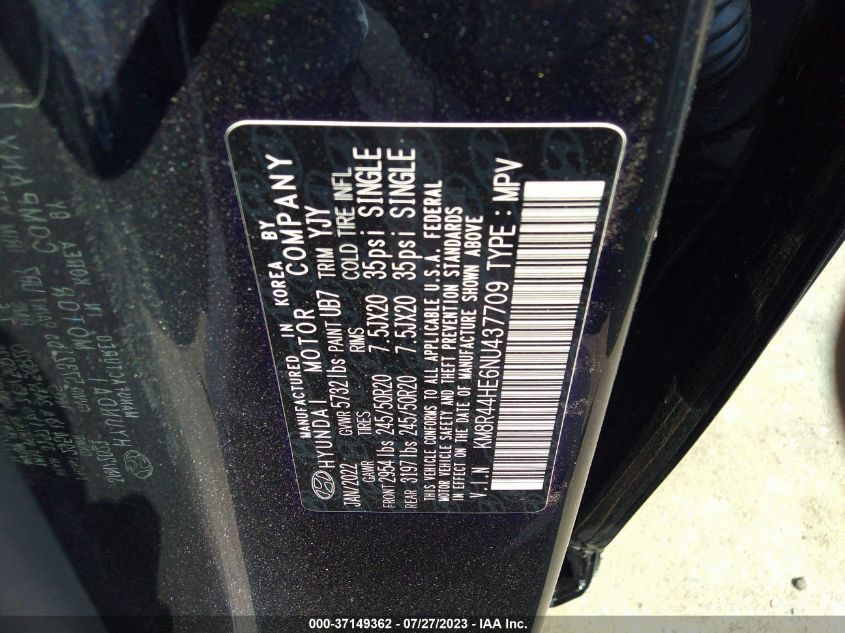 MANUFACTURED IN KOREA BY
HYUNDAI MOTOR COMPANY
JAN/2022 GVWR 5732 lbs PAINT UB7 TRIM YJY
GAWR TIRES RIMS COLD TIRE INFL
FRONT 2954 lbs 245/50R20 7.5JX20 35psi SINGLE
REAR 3197 lbs 245/50R20 7.5JX20 35psi SINGLE
THIS VEHICLE CONFORMS TO ALL APPLICABLE U.S.A. FEDERAL
MOTOR VEHICLE SAFETY AND THEFT PREVENTION STANDARDS
IN EFFECT ON THE DATE OF MANUFACTURE SHOWN ABOVE
V.I.N KM8R44HE6NU437709 TYPE : MPV
000-37149362 - 07/27/2023 - IAA Inc.